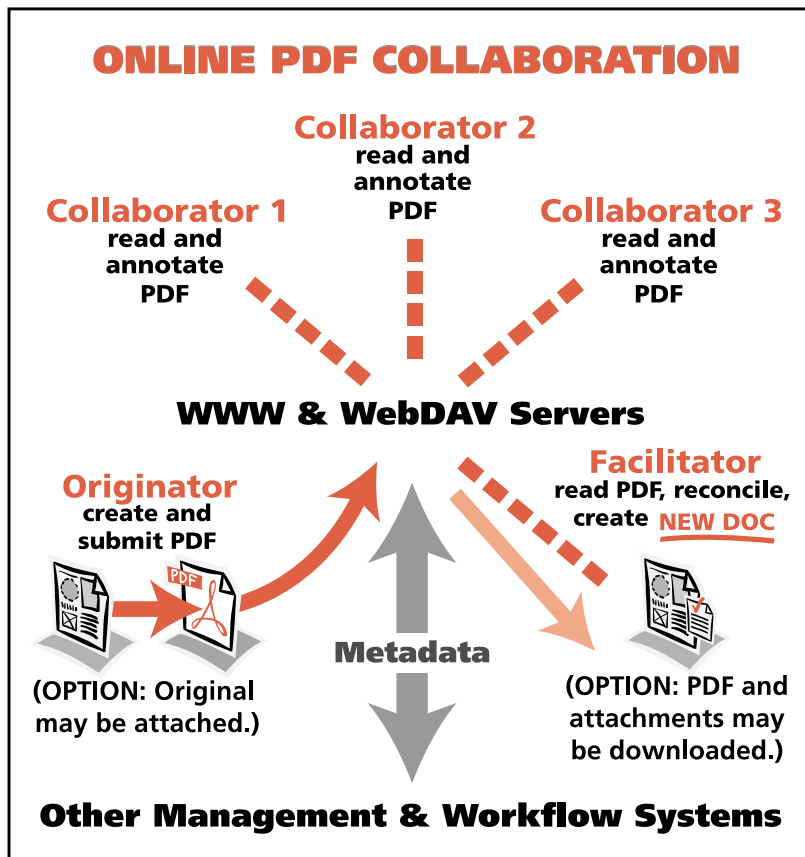 ONLINE PDF COLLABORATION
Collaborator 2
read and
annotate
PDF
Collaborator 1
read and
annotate
PDF
Collaborator 3
read and
annotate
PDF
WWW & WebDAV Servers
Originator
create and
submit PDF
PDF
(OPTION: Original
may be attached.)
Metadata
Facilitator
read PDF, reconcile,
create NEW DOC
(OPTION: PDF and
attachments may
be downloaded.)
Other Management & Workflow Systems